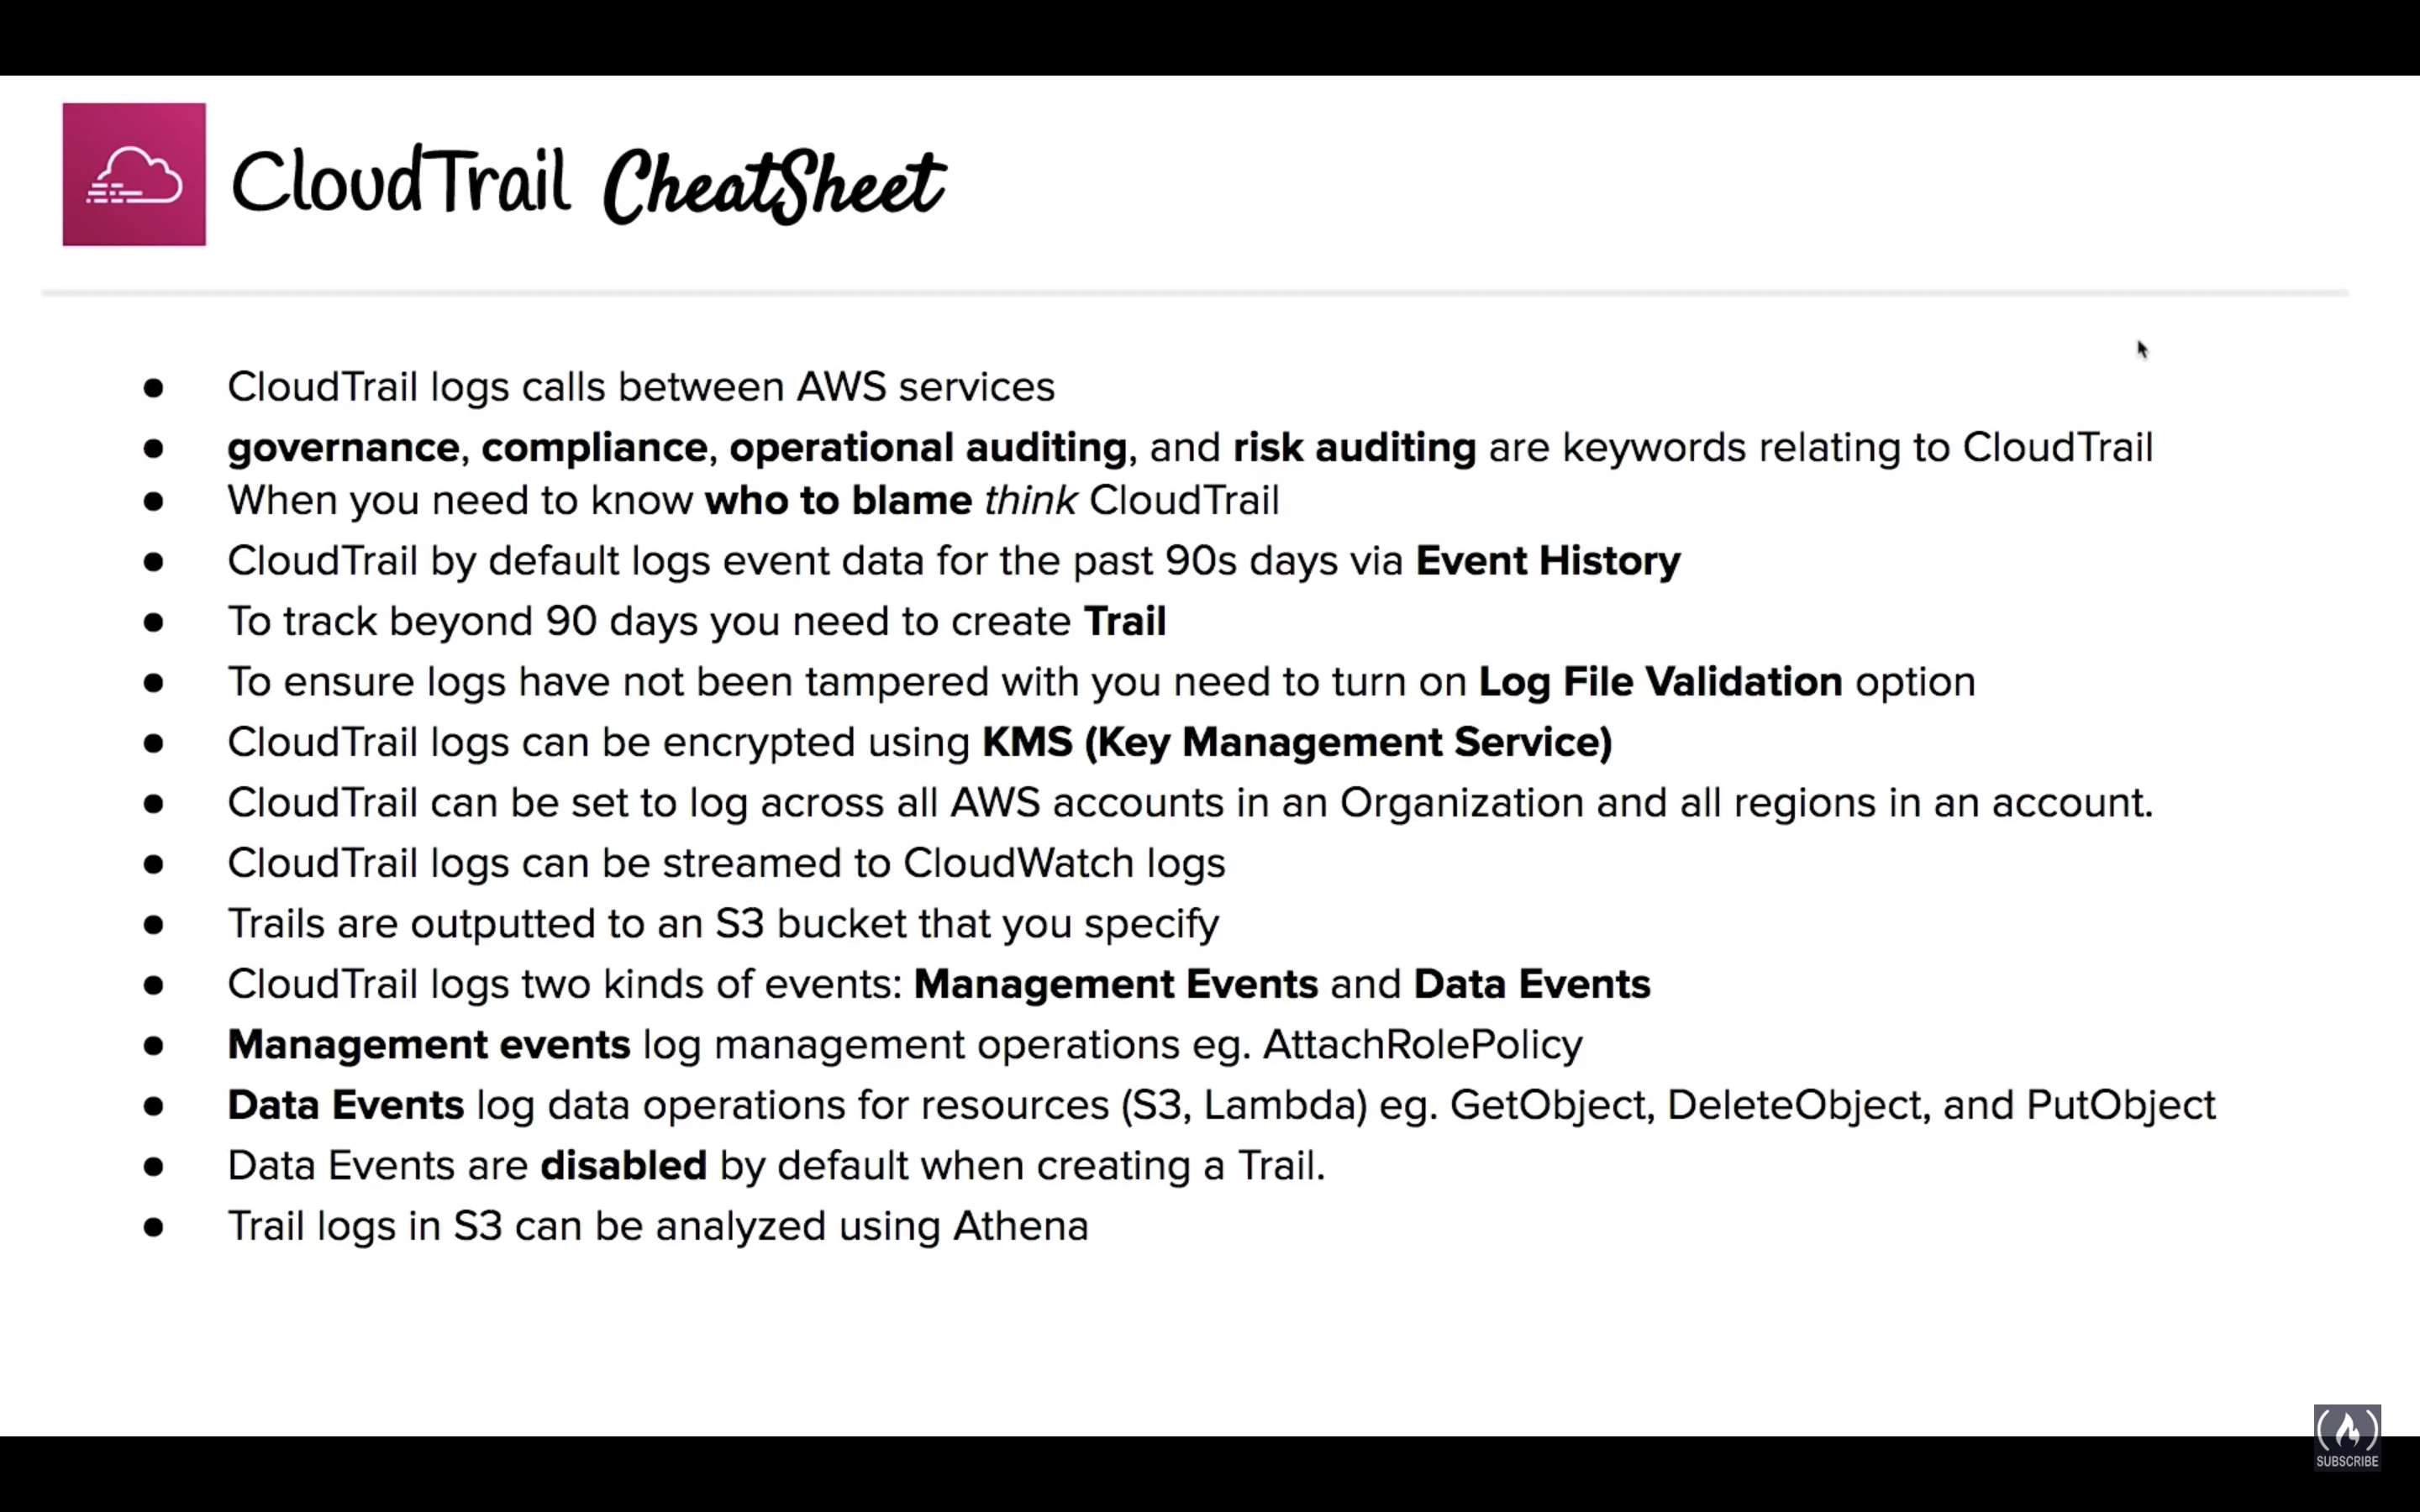 CloudTrail CheatSheet
● CloudTrail logs calls between AWS services
● governance, compliance, operational auditing, and risk auditing are keywords relating to CloudTrail
● When you need to know who to blame think CloudTrail
● CloudTrail by default logs event data for the past 90s days via Event History
● To track beyond 90 days you need to create Trail
● To ensure logs have not been tampered with you need to turn on Log File Validation option
● CloudTrail logs can be encrypted using KMS (Key Management Service)
● CloudTrail can be set to log across all AWS accounts in an Organization and all regions in an account.
● CloudTrail logs can be streamed to CloudWatch logs
● Trails are outputted to an S3 bucket that you specify
● CloudTrail logs two kinds of events: Management Events and Data Events
● Management events log management operations eg. AttachRolePolicy
● Data Events log data operations for resources (S3, Lambda) eg. GetObject, DeleteObject, and PutObject
● Data Events are disabled by default when creating a Trail.
● Trail logs in S3 can be analyzed using Athena
SUBSCRIBE